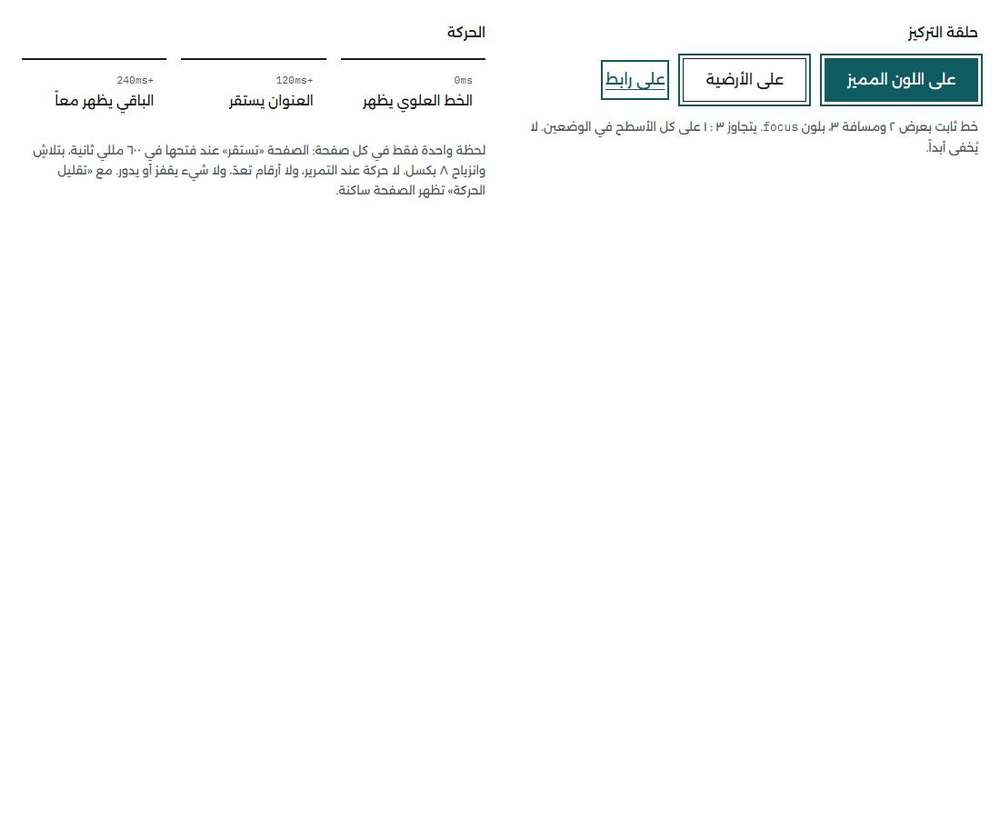 حلقة التركيز
على اللون المميز
على الأرضية
على رابط
خط ثابت بعرض ٢ ومسافة ٣، بلون focus. يتجاوز ٣ : ١ على كل الأسطح في الوضعين. لا
يُخفى أبداً.
الحركة
0ms
الخط العلوي يظهر
+120ms
العنوان يستقر
+240ms
الباقي يظهر معاً
لحظة واحدة فقط في كل صفحة: الصفحة «تستقر» عند فتحها في ٦٠٠ مللي ثانية، بتلاشٍ
وانزياح ٨ بكسل. لا حركة عند التمرير، ولا أرقام تعدّ، ولا شيء يقفز أو يدور. مع «تقليل
الحركة» تظهر الصفحة ساكنة.